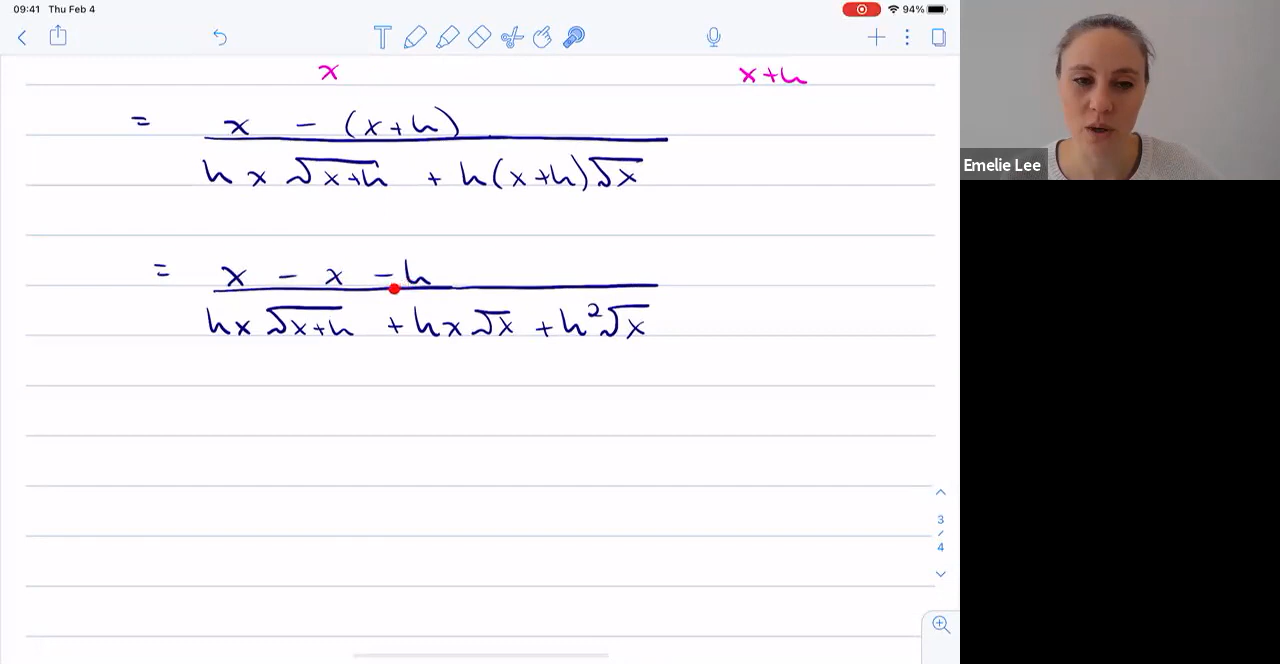 09:41 Thu Feb 4 94%
T
x x+h
= x - (x+h)
hx√x+h + h(x+h)√x
= x - x - h
hx√x+h + hx√x + h²√x
Emelie Lee
3
/
4